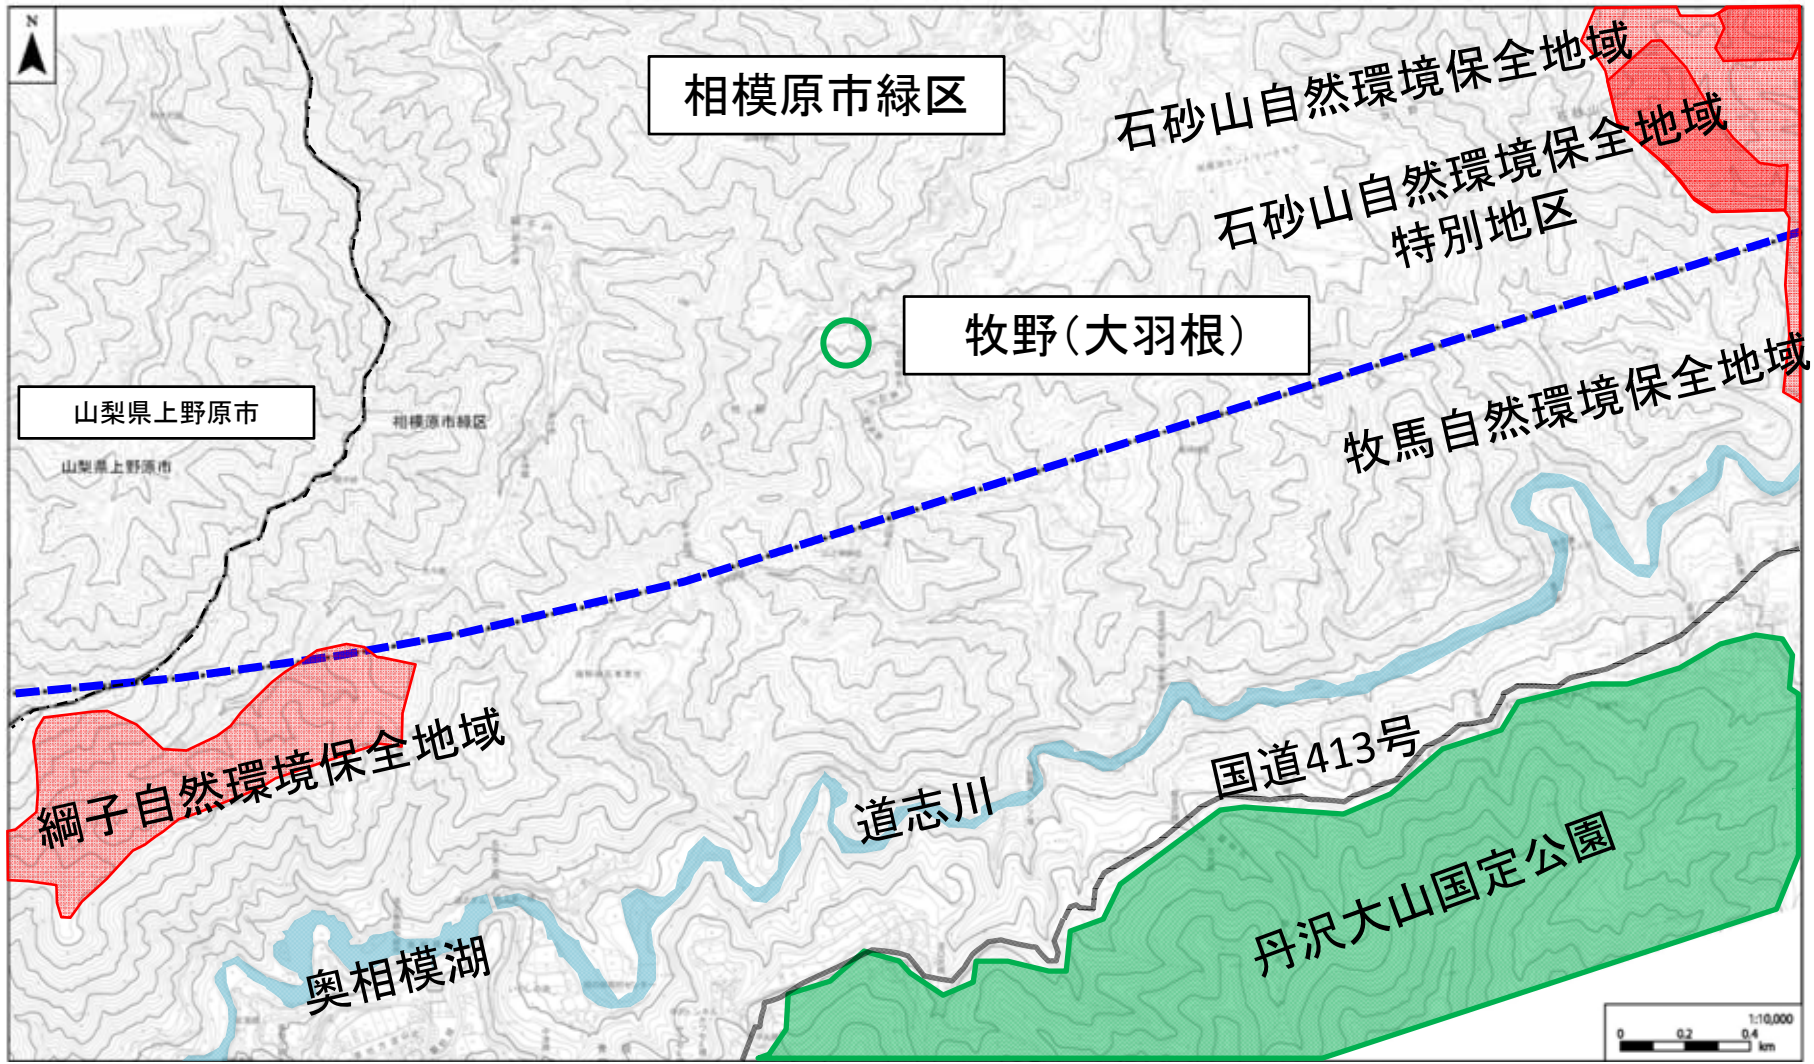 N
相模原市緑区
石砂山自然環境保全地域
石砂山自然環境保全地域
特別地区
牧野(大羽根)
山梨県上野原市
相模原市緑区
山梨県上野原市
牧馬自然環境保全地域
綱子自然環境保全地域
国道413号
道志川
丹沢大山国定公園
奥相模湖
1:10,000
0 0.2 0.4
km